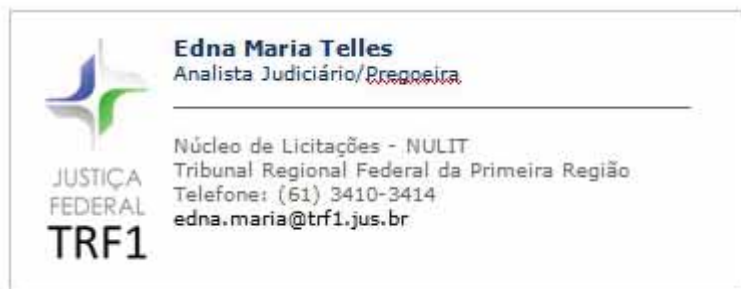 Edna Maria Telles
Analista Judiciário/Pregoeira
Núcleo de Licitações - NULIT
Tribunal Regional Federal da Primeira Região
Telefone: (61) 3410-3414
edna.maria@trf1.jus.br
JUSTIÇA
FEDERAL
TRF1